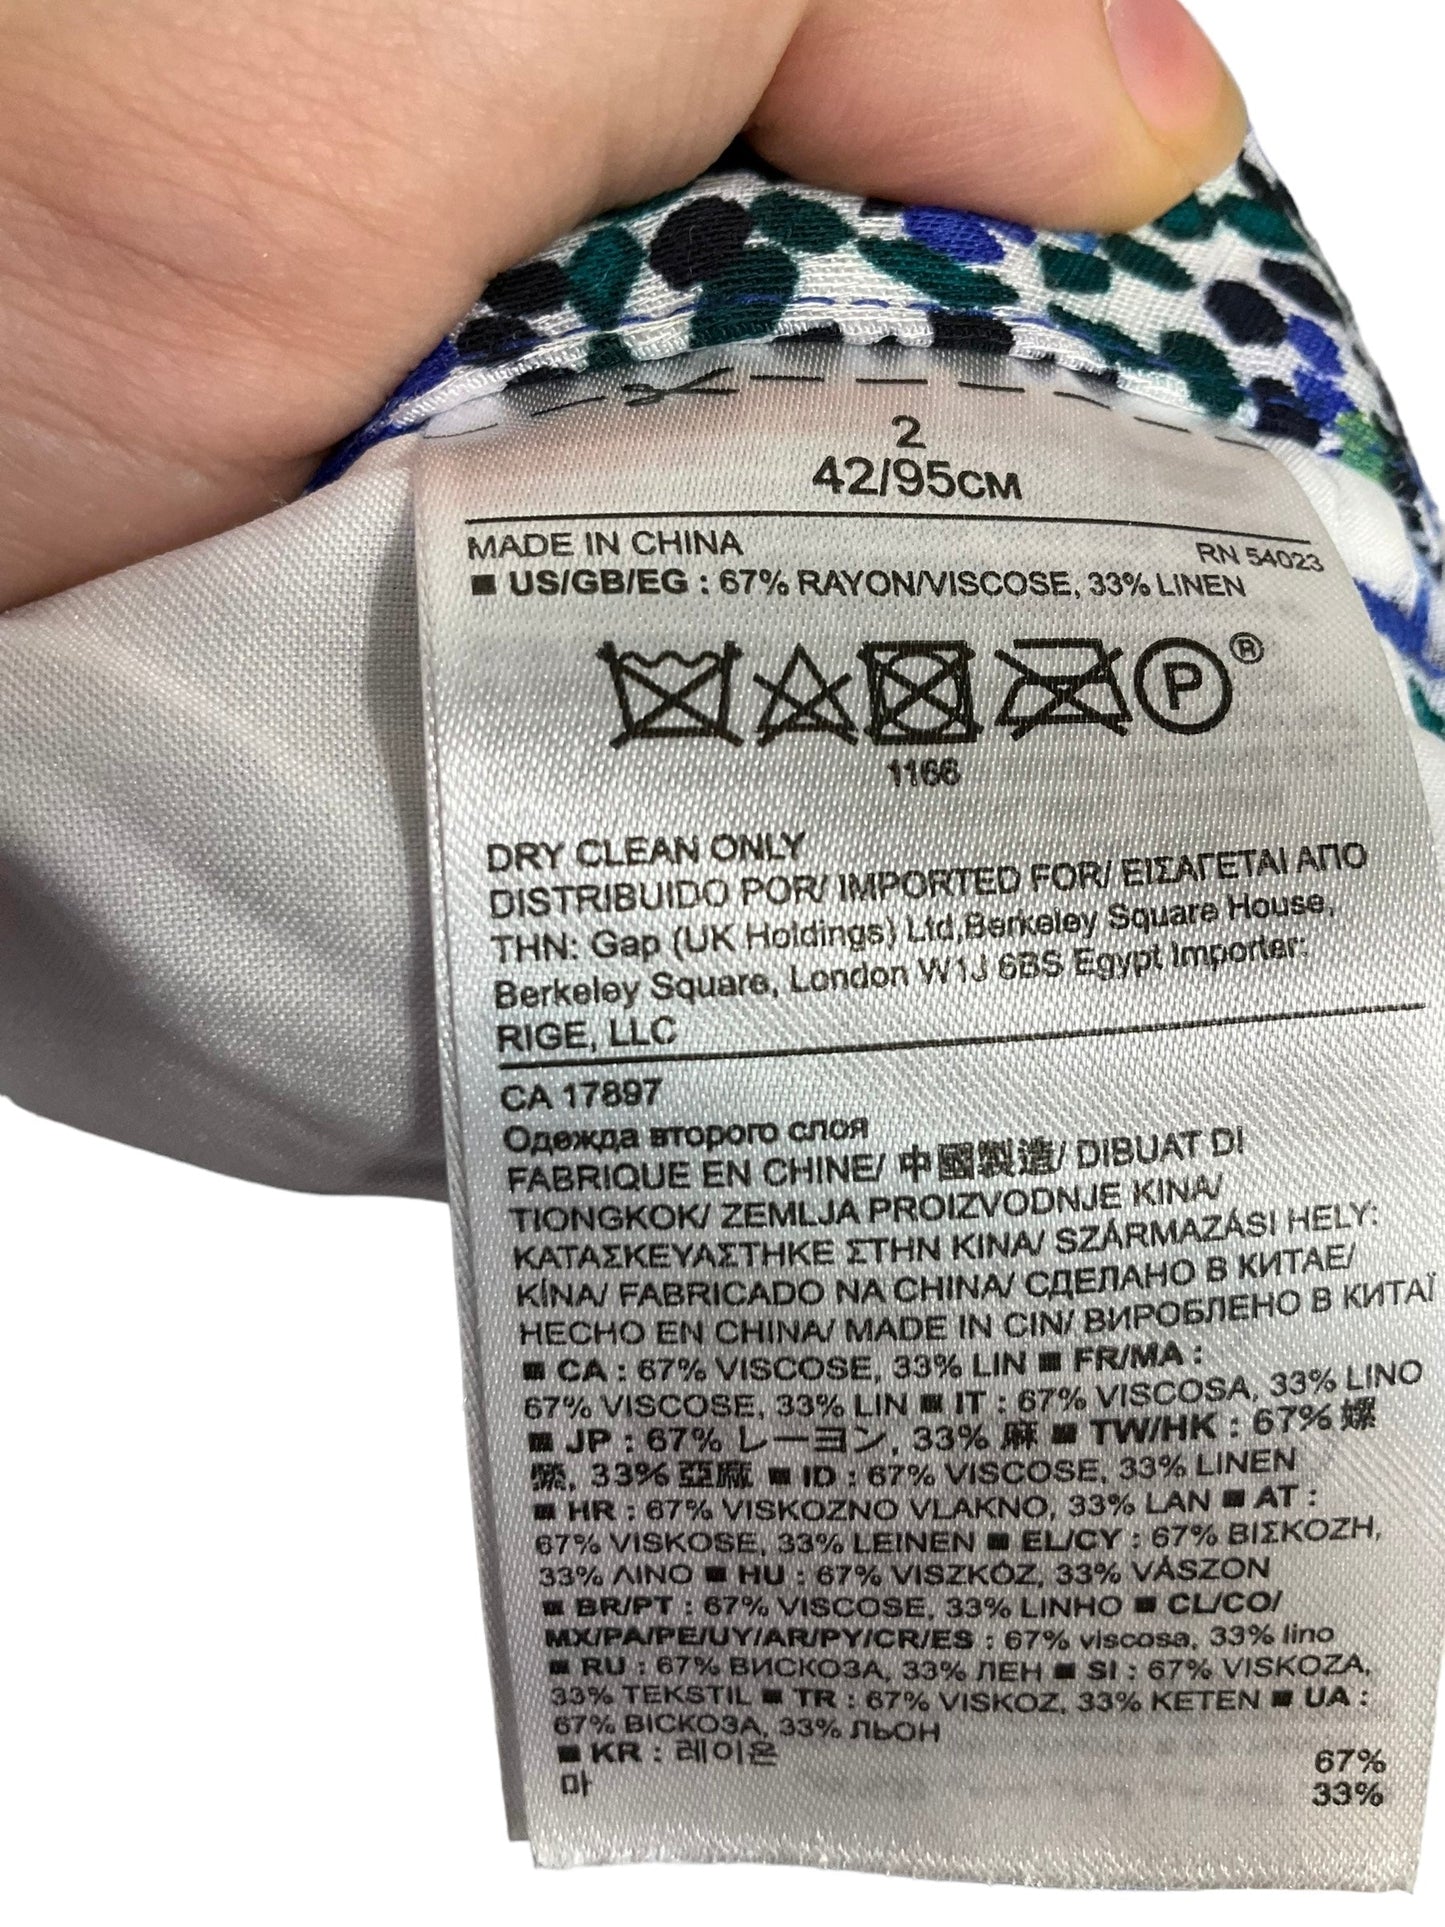 2
42/95CM
MADE IN CHINA RN 54023
■ US/GB/EG : 67% RAYON/VISCOSE, 33% LINEN
P ®
1166
DRY CLEAN ONLY
DISTRIBUIDO POR/ IMPORTED FOR/ ΕΙΣΑΓΕΤΑΙ ΑΠΟ
ΤΗΝ: Gap (UK Holdings) Ltd,Berkeley Square House,
Berkeley Square, London W1J 6BS Egypt Importer:
RIGE, LLC
CA 17897
Одежда второго слоя
FABRIQUE EN CHINE/ 中國製造/ DIBUAT DI
TIONGKOK/ ZEMLJA PROIZVODNJE KINA/
ΚΑΤΑΣΚΕΥΑΣΤΗΚΕ ΣΤΗΝ ΚΙΝΑ/ SZÁRMAZÁSI HELY:
KÍNA/ FABRICADO NA CHINA/ СДЕЛАНО В КИТАЕ/
HECHO EN CHINA/ MADE IN CIN/ ВИРОБЛЕНО В КИТАЇ
■ CA : 67% VISCOSE, 33% LIN ■ FR/MA :
67% VISCOSE, 33% LIN ■ IT : 67% VISCOSA, 33% LINO
■ JP : 67% レーヨン, 33% 麻 ■ TW/HK : 67% 嫘
縈, 33% 亞麻 ■ ID : 67% VISCOSE, 33% LINEN
■ HR : 67% VISKOZNO VLAKNO, 33% LAN ■ AT :
67% VISKOSE, 33% LEINEN ■ EL/CY : 67% ΒΙΣΚΟΖΗ,
33% ΛΙΝΟ ■ HU : 67% VISZKÓZ, 33% VÁSZON
■ BR/PT : 67% VISCOSE, 33% LINHO ■ CL/CO/
MX/PA/PE/UY/AR/PY/CR/ES : 67% viscosa, 33% lino
■ RU : 67% ВИСКОЗА, 33% ЛЕН ■ SI : 67% VISKOZA,
33% TEKSTIL ■ TR : 67% VISKOZ, 33% KETEN ■ UA :
67% ВІСКОЗА, 33% ЛЬОН
■ KR : 레이온 67%
마 33%